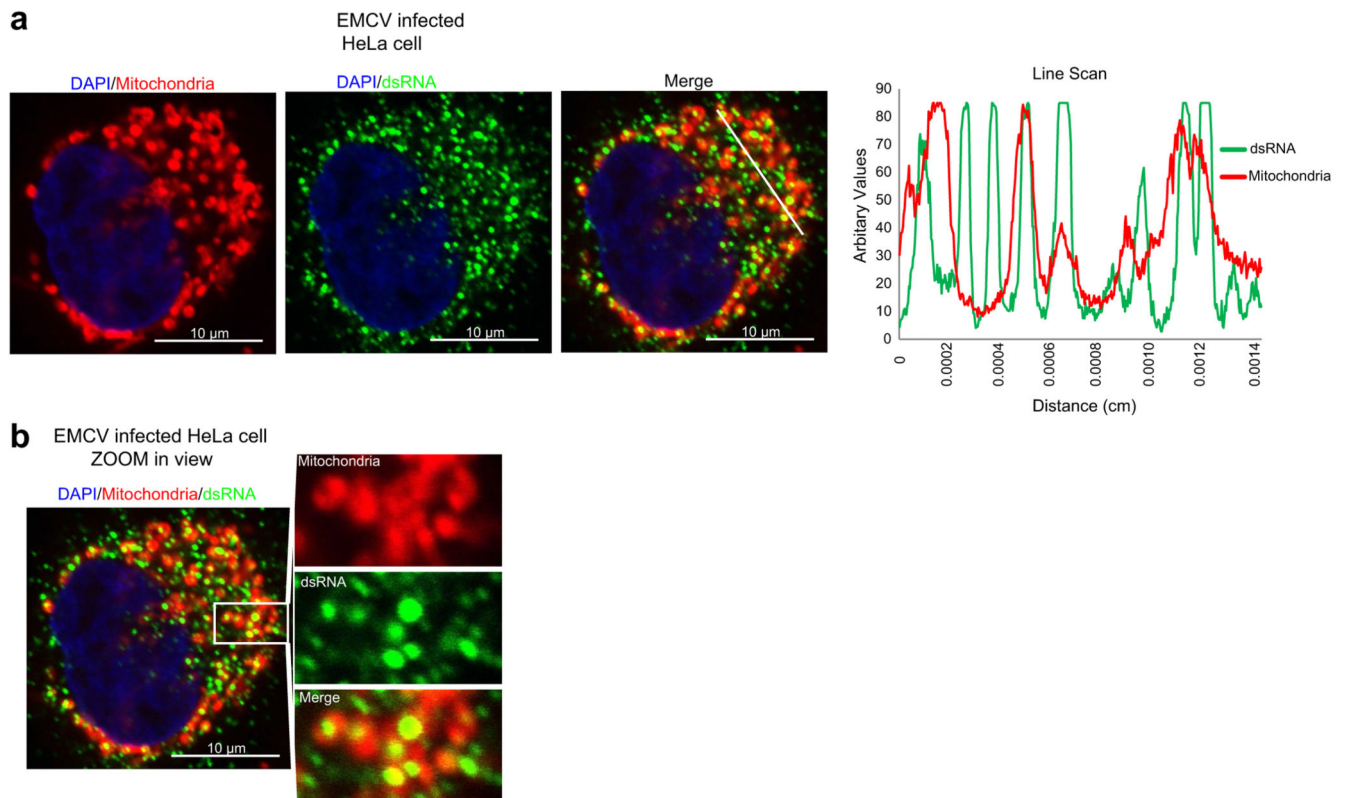 a
EMCV infected
HeLa cell
DAPI/Mitochondria
DAPI/dsRNA
Merge
10 µm
10 µm
10 µm
Line Scan
90
80
70
60
50
40
30
20
10
0
Arbitary Values
0
0.0002
0.0004
0.0006
0.0008
0.0010
0.0012
0.0014
Distance (cm)
dsRNA
Mitochondria
b
EMCV infected HeLa cell
ZOOM in view
DAPI/Mitochondria/dsRNA
10 µm
Mitochondria
dsRNA
Merge